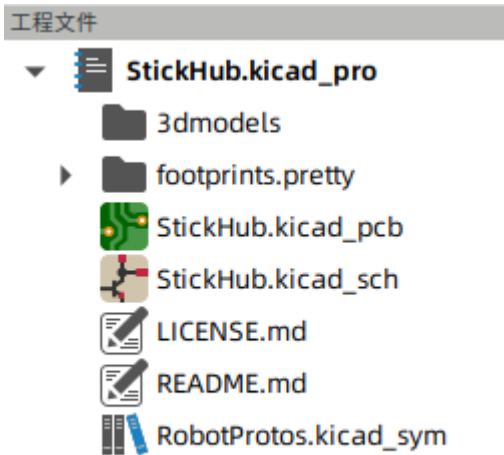 工程文件
StickHub.kicad_pro
3dmodels
footprints.pretty
StickHub.kicad_pcb
StickHub.kicad_sch
LICENSE.md
README.md
RobotProtos.kicad_sym